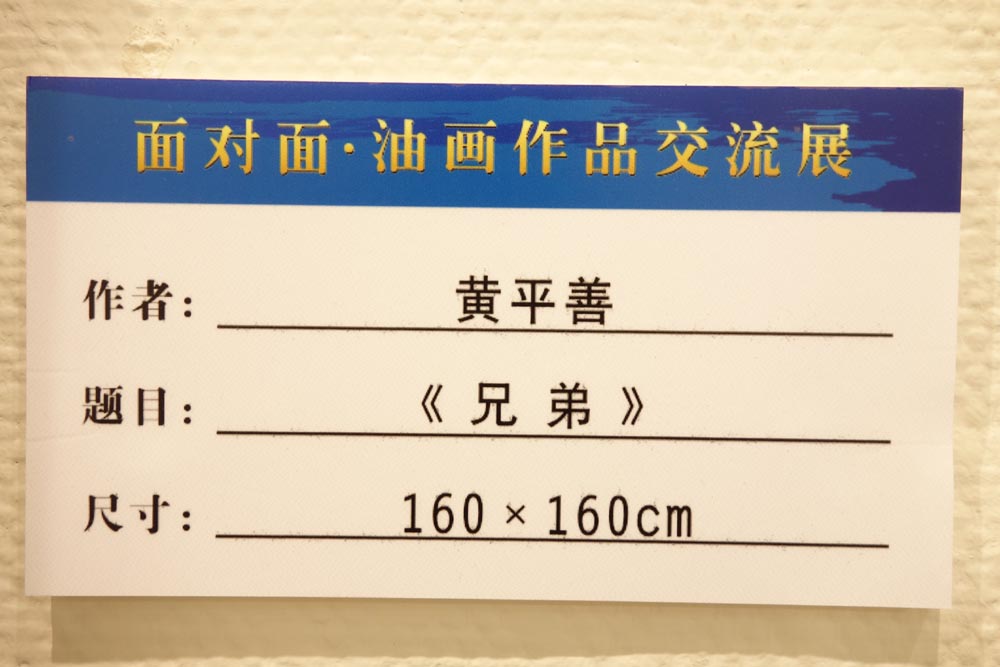 面对面·油画作品交流展
作者：黄平善
题目：《兄弟》
尺寸：160×160cm